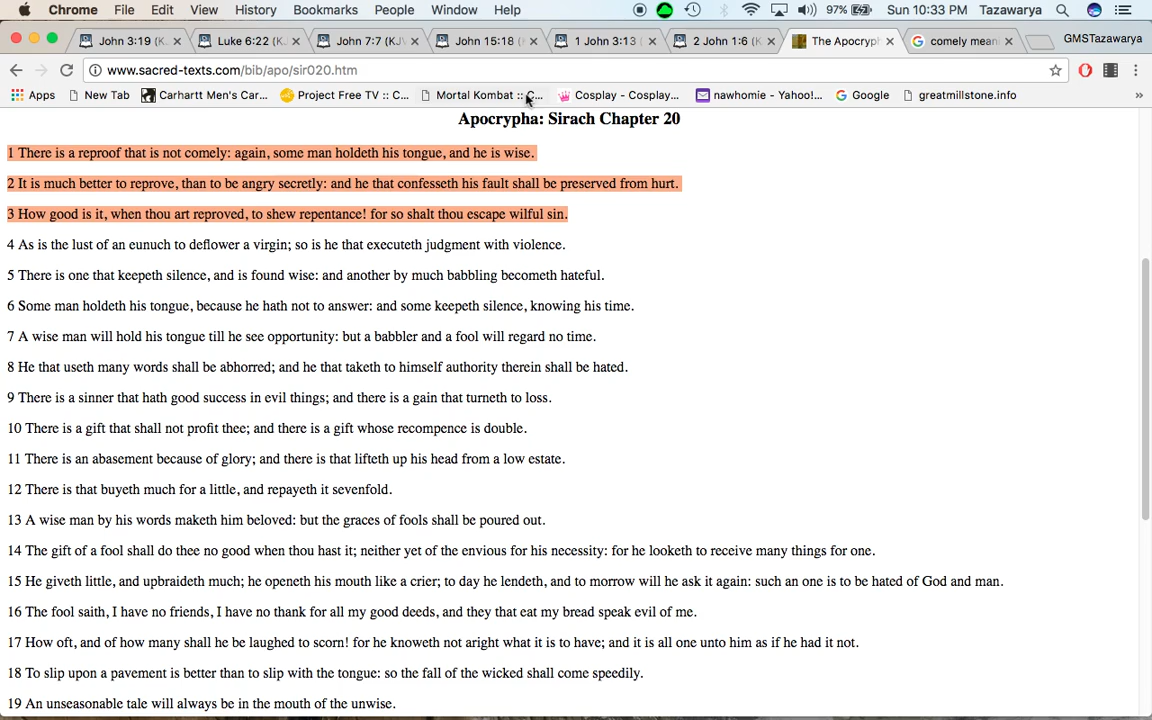 Chrome File Edit View History Bookmarks People Window Help 97% Sun 10:33 PM Tazawarya
John 3:19 (K Luke 6:22 (K John 7:7 (KJV John 15:18 ( 1 John 3:13 ( 2 John 1:6 (K The Apocryph comely mean GMSTazawarya
www.sacred-texts.com/bib/apo/sir020.htm
Apps New Tab Carhartt Men's Car... Project Free TV :: C... Mortal Kombat :: C... Cosplay - Cosplay... nawhomie - Yahoo!... Google greatmillstone.info »
Apocrypha: Sirach Chapter 20
1 There is a reproof that is not comely: again, some man holdeth his tongue, and he is wise.
2 It is much better to reprove, than to be angry secretly: and he that confesseth his fault shall be preserved from hurt.
3 How good is it, when thou art reproved, to shew repentance! for so shalt thou escape wilful sin.
4 As is the lust of an eunuch to deflower a virgin; so is he that executeth judgment with violence.
5 There is one that keepeth silence, and is found wise: and another by much babbling becometh hateful.
6 Some man holdeth his tongue, because he hath not to answer: and some keepeth silence, knowing his time.
7 A wise man will hold his tongue till he see opportunity: but a babbler and a fool will regard no time.
8 He that useth many words shall be abhorred; and he that taketh to himself authority therein shall be hated.
9 There is a sinner that hath good success in evil things; and there is a gain that turneth to loss.
10 There is a gift that shall not profit thee; and there is a gift whose recompence is double.
11 There is an abasement because of glory; and there is that lifteth up his head from a low estate.
12 There is that buyeth much for a little, and repayeth it sevenfold.
13 A wise man by his words maketh him beloved: but the graces of fools shall be poured out.
14 The gift of a fool shall do thee no good when thou hast it; neither yet of the envious for his necessity: for he looketh to receive many things for one.
15 He giveth little, and upbraideth much; he openeth his mouth like a crier; to day he lendeth, and to morrow will he ask it again: such an one is to be hated of God and man.
16 The fool saith, I have no friends, I have no thank for all my good deeds, and they that eat my bread speak evil of me.
17 How oft, and of how many shall he be laughed to scorn! for he knoweth not aright what it is to have; and it is all one unto him as if he had it not.
18 To slip upon a pavement is better than to slip with the tongue: so the fall of the wicked shall come speedily.
19 An unseasonable tale will always be in the mouth of the unwise.